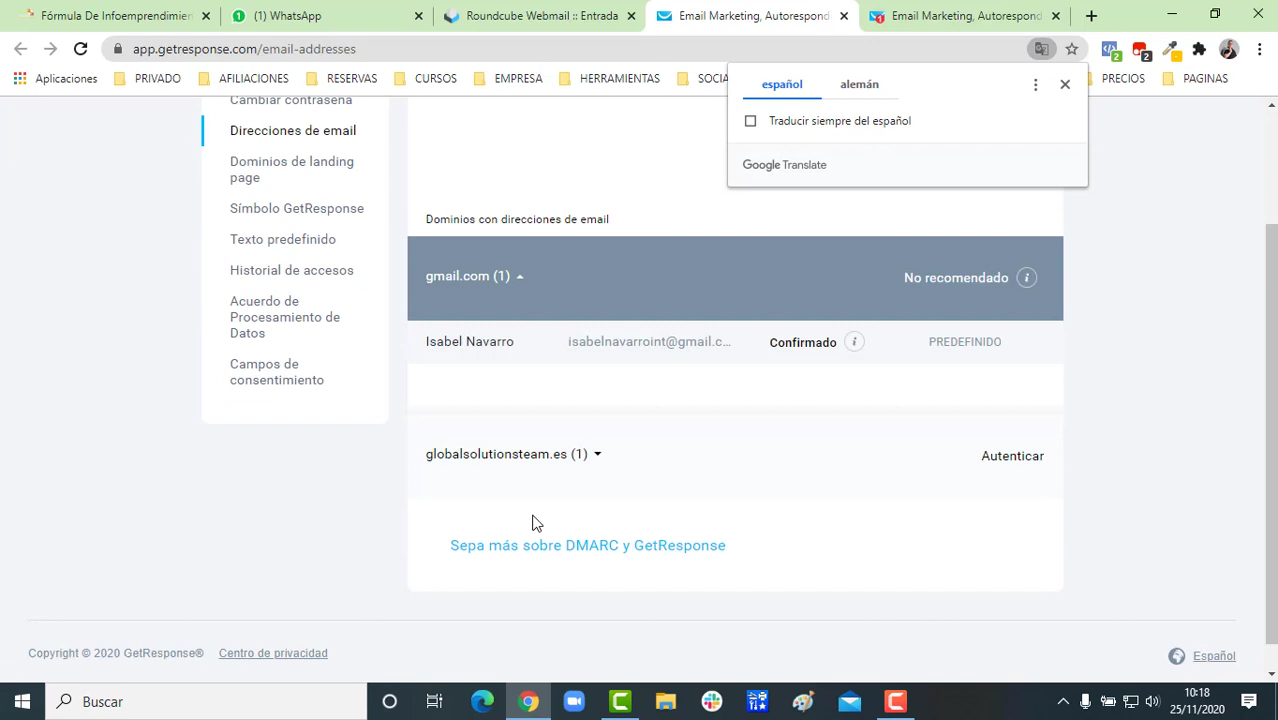 Fórmula De Infoemprendimien
(1) WhatsApp
Roundcube Webmail :: Entrada
Email Marketing, Autorespond
Email Marketing, Autorespond
app.getresponse.com/email-addresses
Aplicaciones
PRIVADO
AFILIACIONES
RESERVAS
CURSOS
EMPRESA
HERRAMIENTAS
SOCIA
PRECIOS
PAGINAS
español
alemán
Traducir siempre del español
Google Translate
Cambiar contraseña
Direcciones de email
Dominios de landing
page
Símbolo GetResponse
Texto predefinido
Historial de accesos
Acuerdo de
Procesamiento de
Datos
Campos de
consentimiento
Dominios con direcciones de email
gmail.com (1)
No recomendado
Isabel Navarro
isabelnavarroint@gmail.c...
Confirmado
PREDEFINIDO
globalsolutionsteam.es (1)
Autenticar
Sepa más sobre DMARC y GetResponse
Copyright © 2020 GetResponse®
Centro de privacidad
Español
Buscar
10:18
25/11/2020